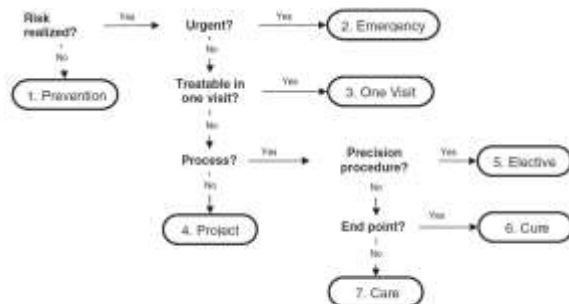 Risk
realized?
Yes
Urgent?
Yes
2. Emergency
No
No
1. Prevention
Treatable in
one visit?
Yes
3. One Visit
No
Process?
Yes
Precision
procedure?
Yes
5. Elective
No
No
4. Project
End point?
Yes
6. Cure
No
7. Care